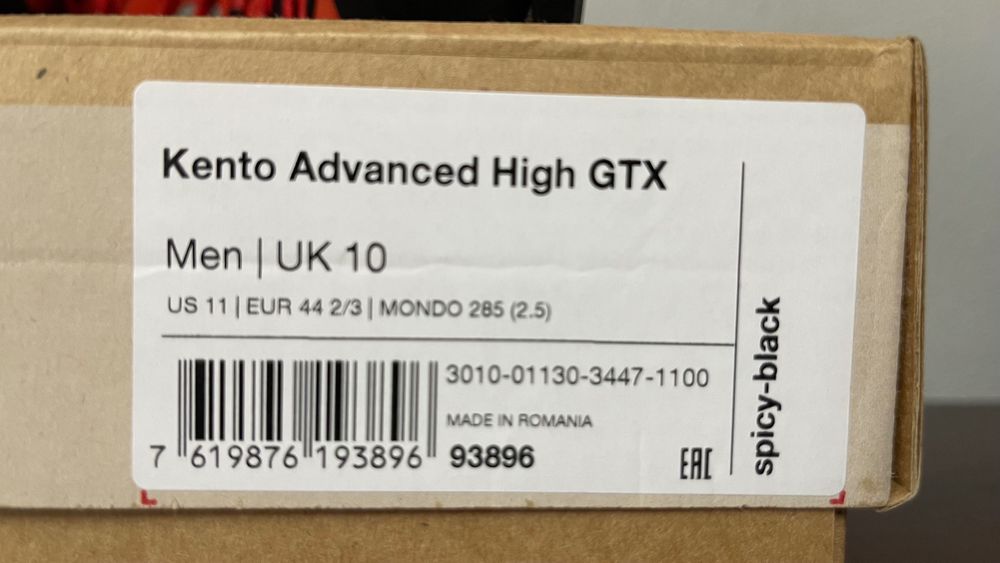 Kento Advanced High GTX
Men | UK 10
US 11 | EUR 44 2/3 | MONDO 285 (2.5)
3010-01130-3447-1100
MADE IN ROMANIA
7 619876 193896
93896
EAC
spicy-black